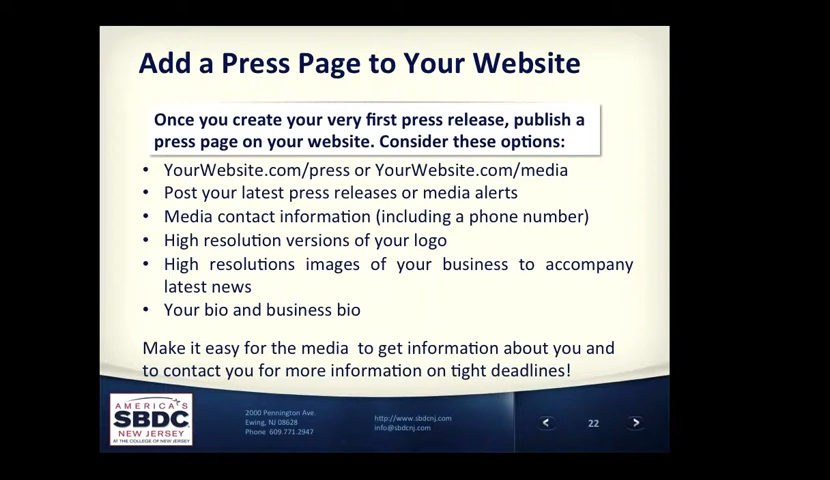 Add a Press Page to Your Website
Once you create your very first press release, publish a
press page on your website. Consider these options:
• YourWebsite.com/press or YourWebsite.com/media
• Post your latest press releases or media alerts
• Media contact information (including a phone number)
• High resolution versions of your logo
• High resolutions images of your business to accompany
latest news
• Your bio and business bio
Make it easy for the media to get information about you and
to contact you for more information on tight deadlines!
AMERICA'S
SBDC
NEW JERSEY
AT THE COLLEGE OF NEW JERSEY
2000 Pennington Ave.
Ewing, NJ 08628
Phone 609.771.2947
http://www.sbdcnj.com
info@sbdcnj.com
< 22 >